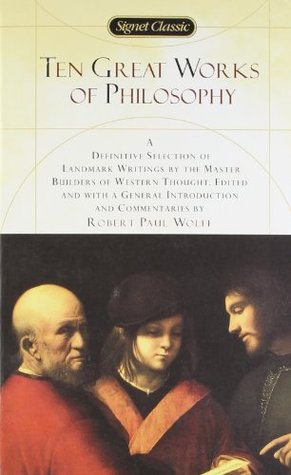 Signet Classic
TEN GREAT WORKS
OF PHILOSOPHY
A
DEFINITIVE SELECTION OF
LANDMARK WRITINGS BY THE MASTER
BUILDERS OF WESTERN THOUGHT, EDITED
AND WITH A GENERAL INTRODUCTION
AND COMMENTARIES BY
ROBERT PAUL WOLFF